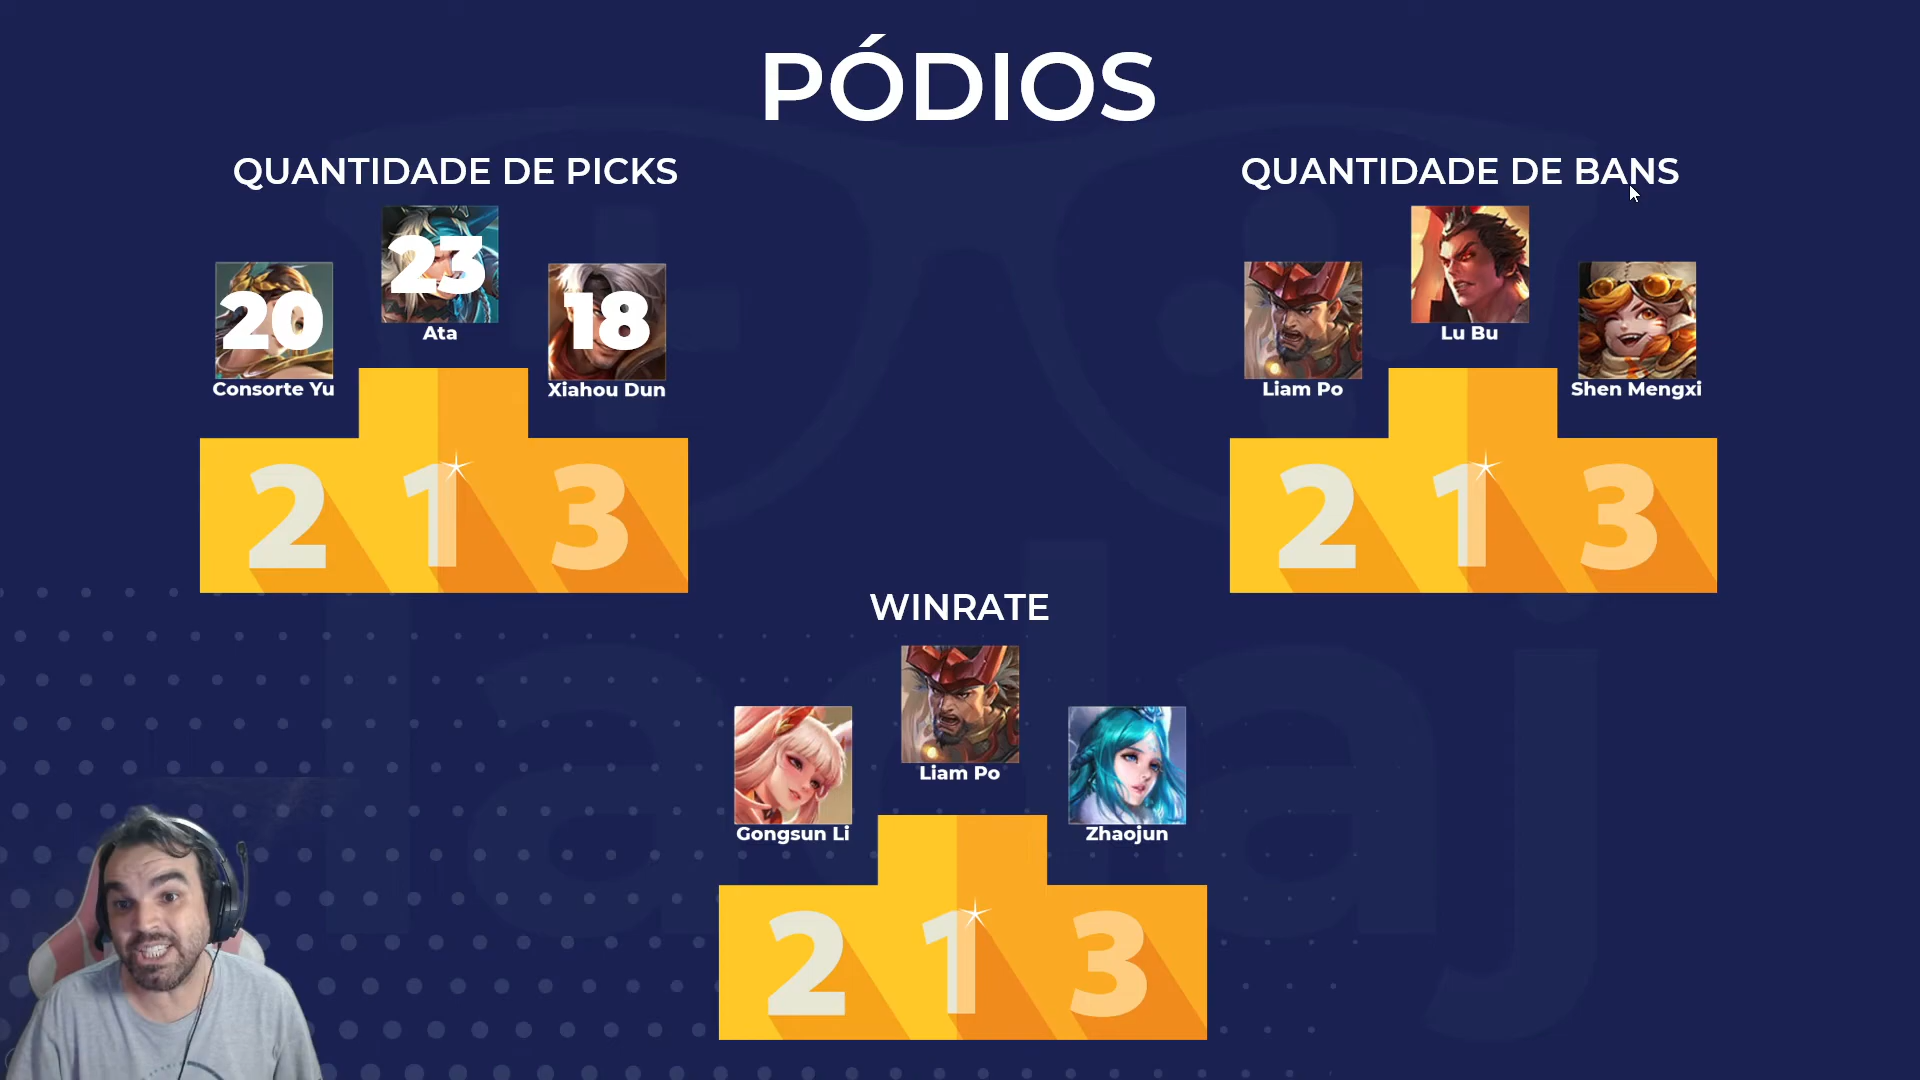 PÓDIOS
QUANTIDADE DE PICKS
23
20
18
Ata
Consorte Yu
Xiahou Dun
2 1 3
QUANTIDADE DE BANS
Lu Bu
Liam Po
Shen Mengxi
2 1 3
WINRATE
Liam Po
Gongsun Li
Zhaojun
2 1 3